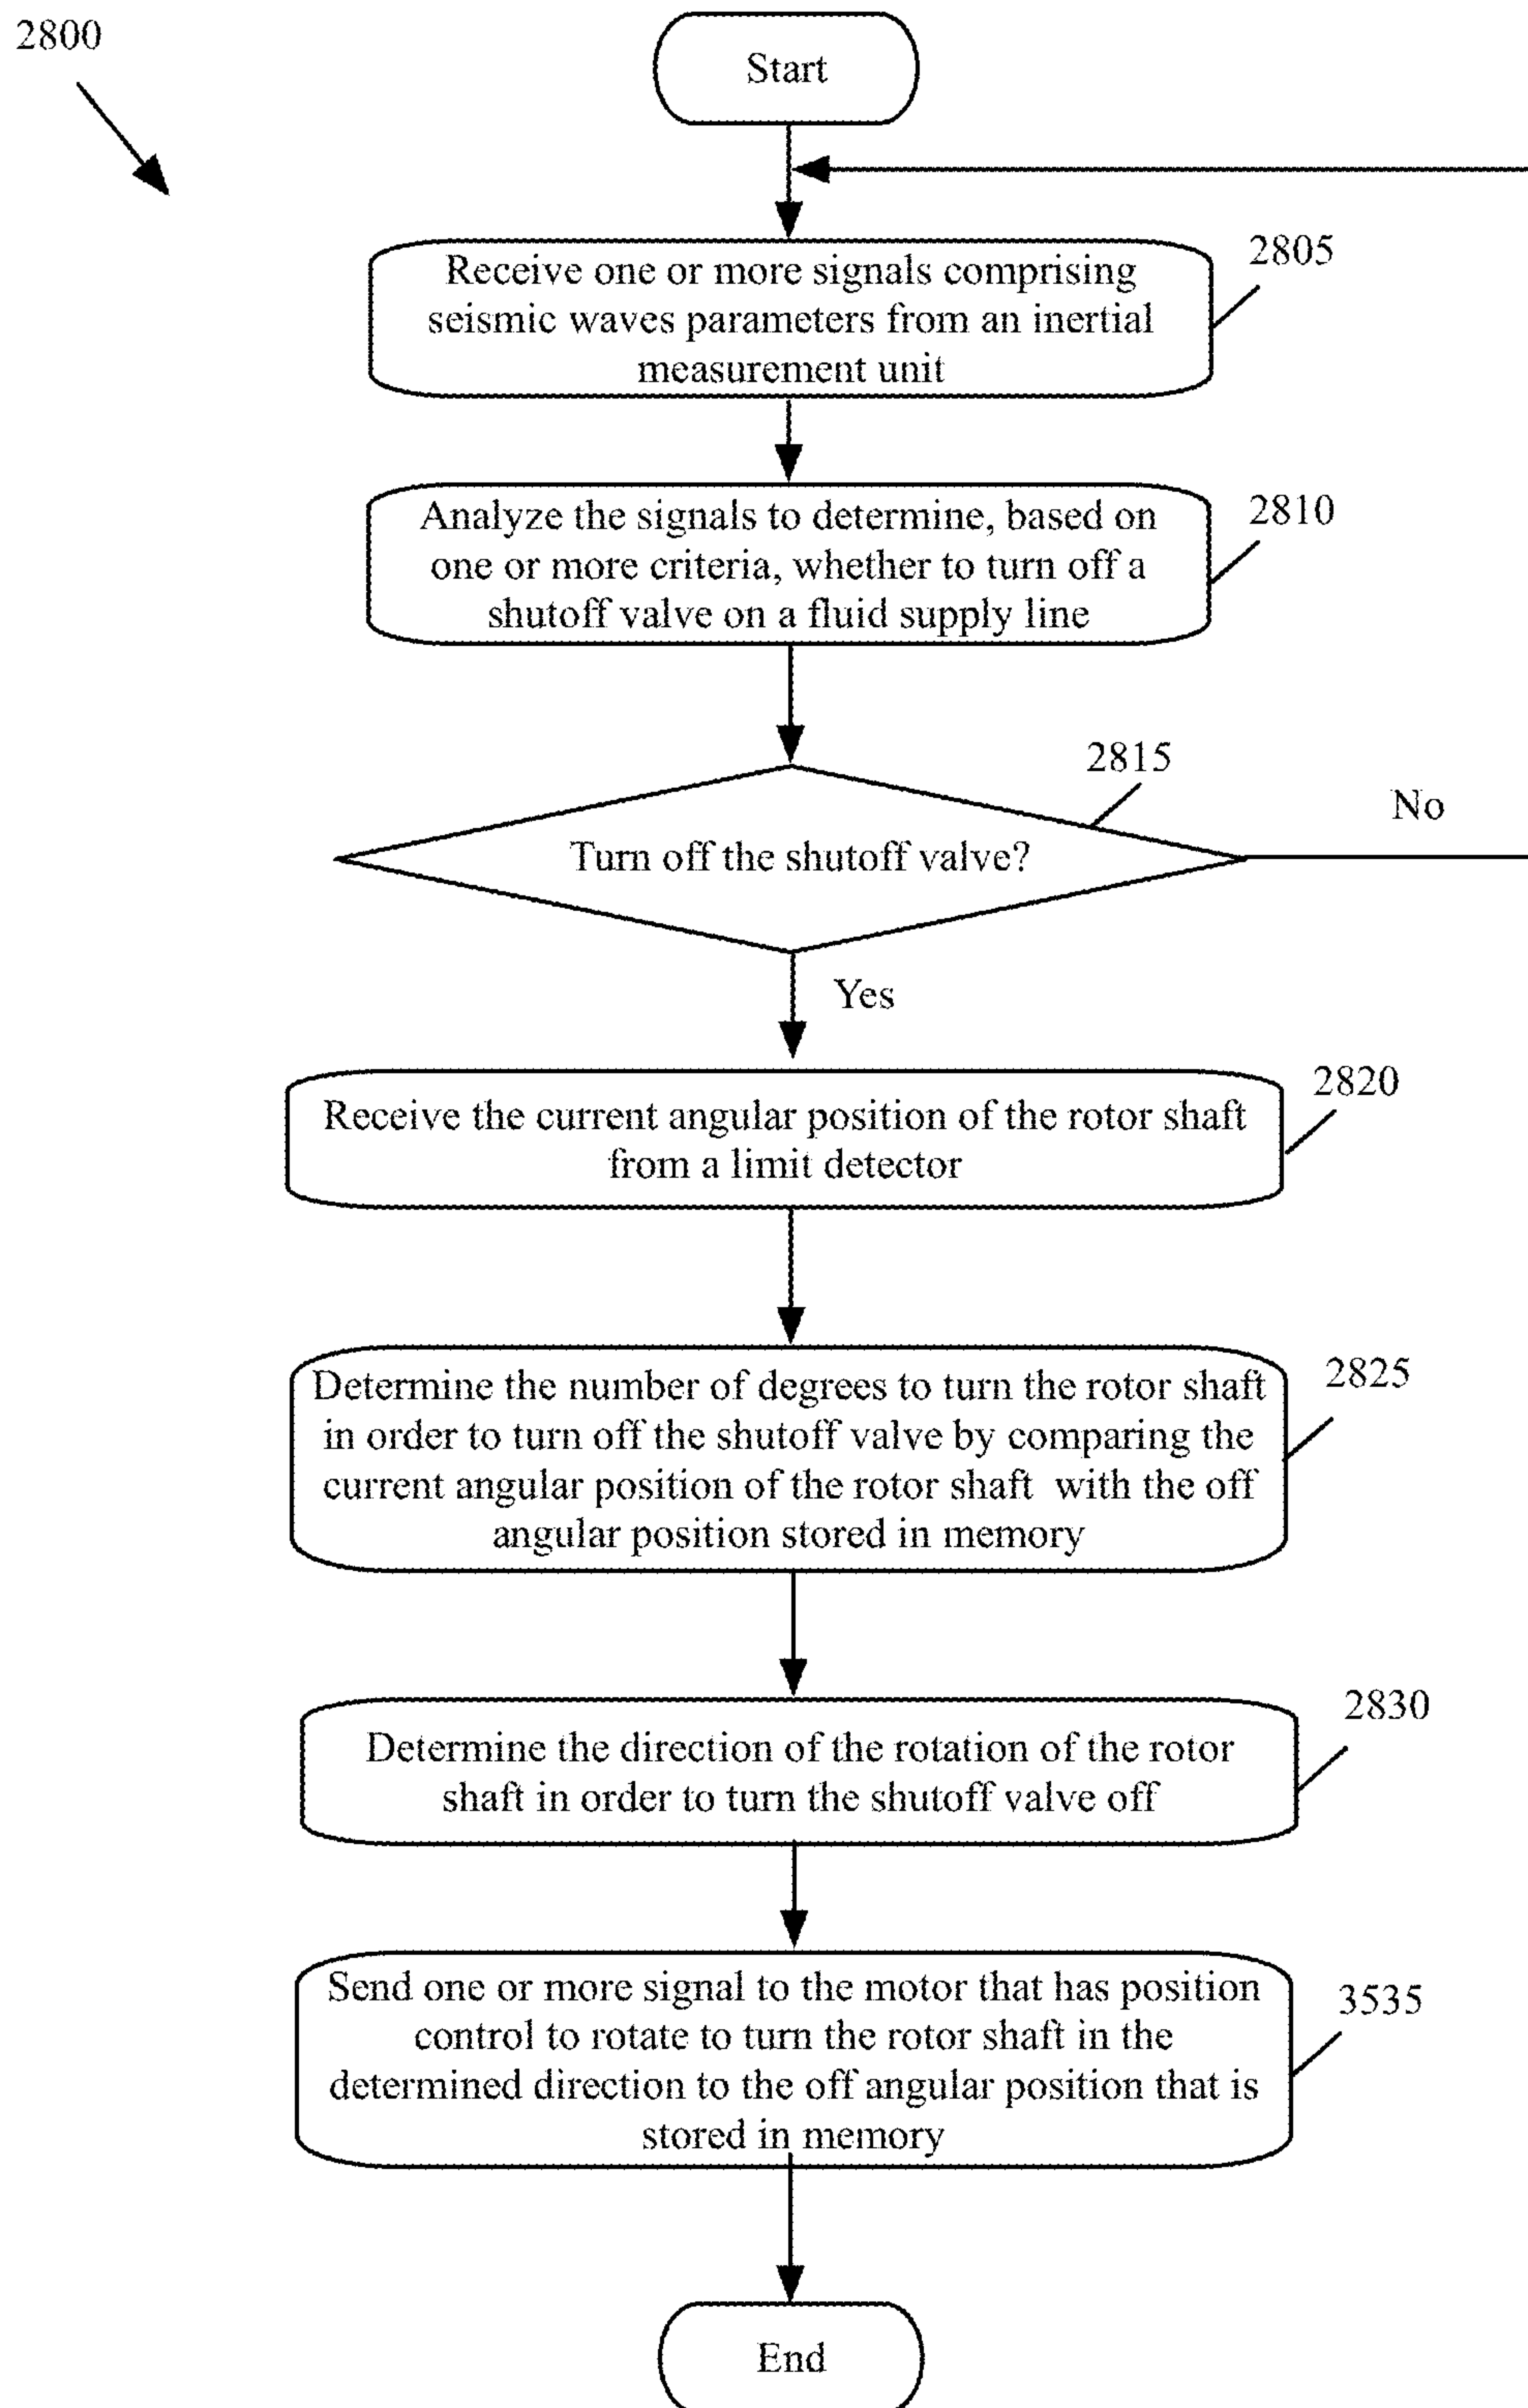 2800
Start
Receive one or more signals comprising
seismic waves parameters from an inertial
measurement unit
2805
Analyze the signals to determine, based on
one or more criteria, whether to turn off a
shutoff valve on a fluid supply line
2810
2815
Turn off the shutoff valve?
No
Yes
Receive the current angular position of the rotor shaft
from a limit detector
2820
Determine the number of degrees to turn the rotor shaft
in order to turn off the shutoff valve by comparing the
current angular position of the rotor shaft with the off
angular position stored in memory
2825
Determine the direction of the rotation of the rotor
shaft in order to turn the shutoff valve off
2830
Send one or more signal to the motor that has position
control to rotate to turn the rotor shaft in the
determined direction to the off angular position that is
stored in memory
3535
End